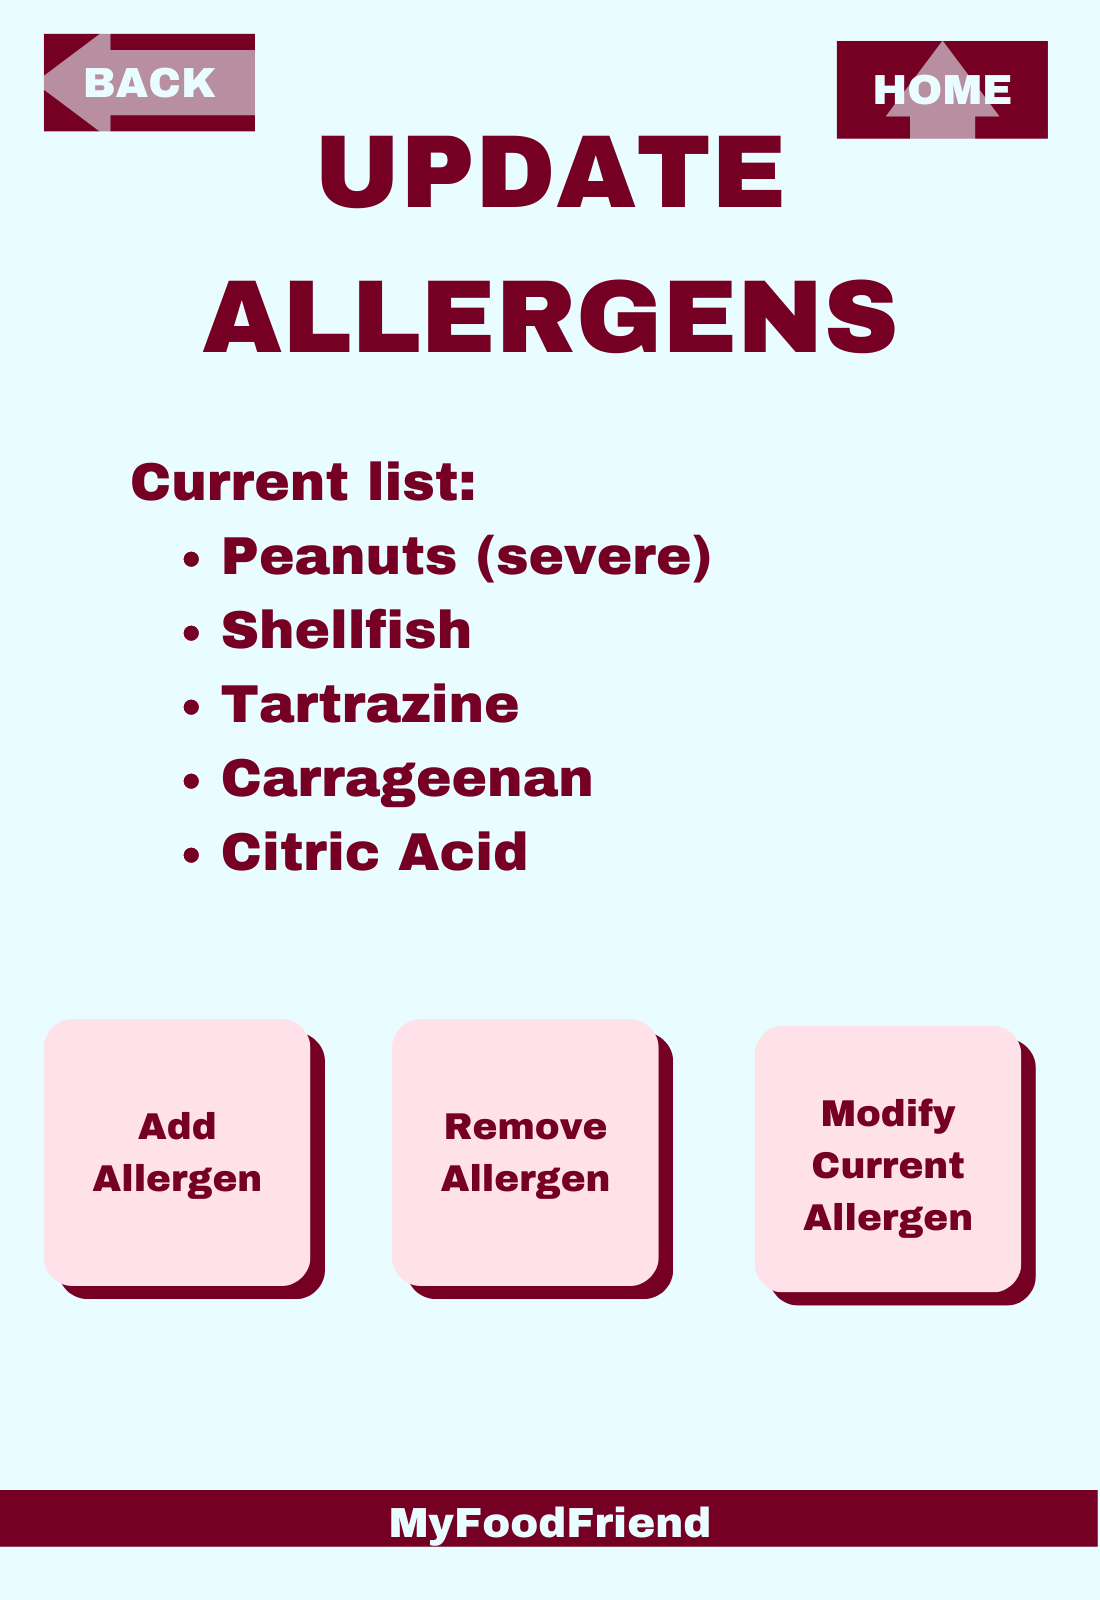 BACK
HOME
UPDATE
ALLERGENS
Current list:
• Peanuts (severe)
• Shellfish
• Tartrazine
• Carrageenan
• Citric Acid
Add
Allergen
Remove
Allergen
Modify
Current
Allergen
MyFoodFriend